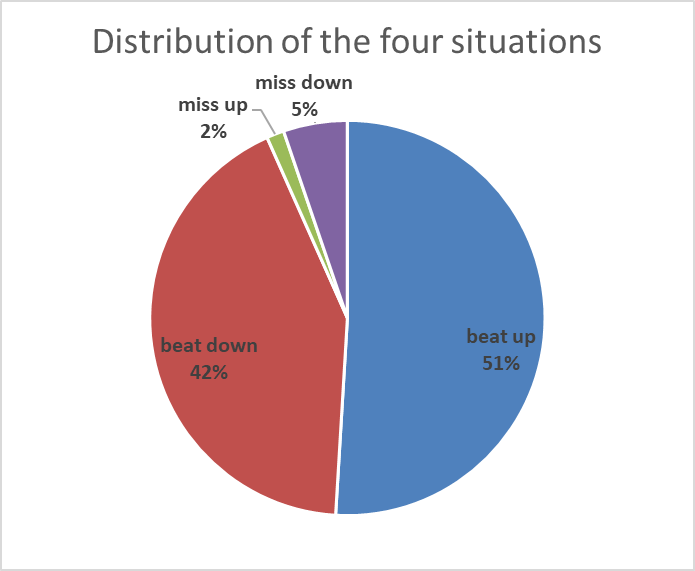 Distribution of the four situations
miss down
5%
miss up
2%
beat up
51%
beat down
42%